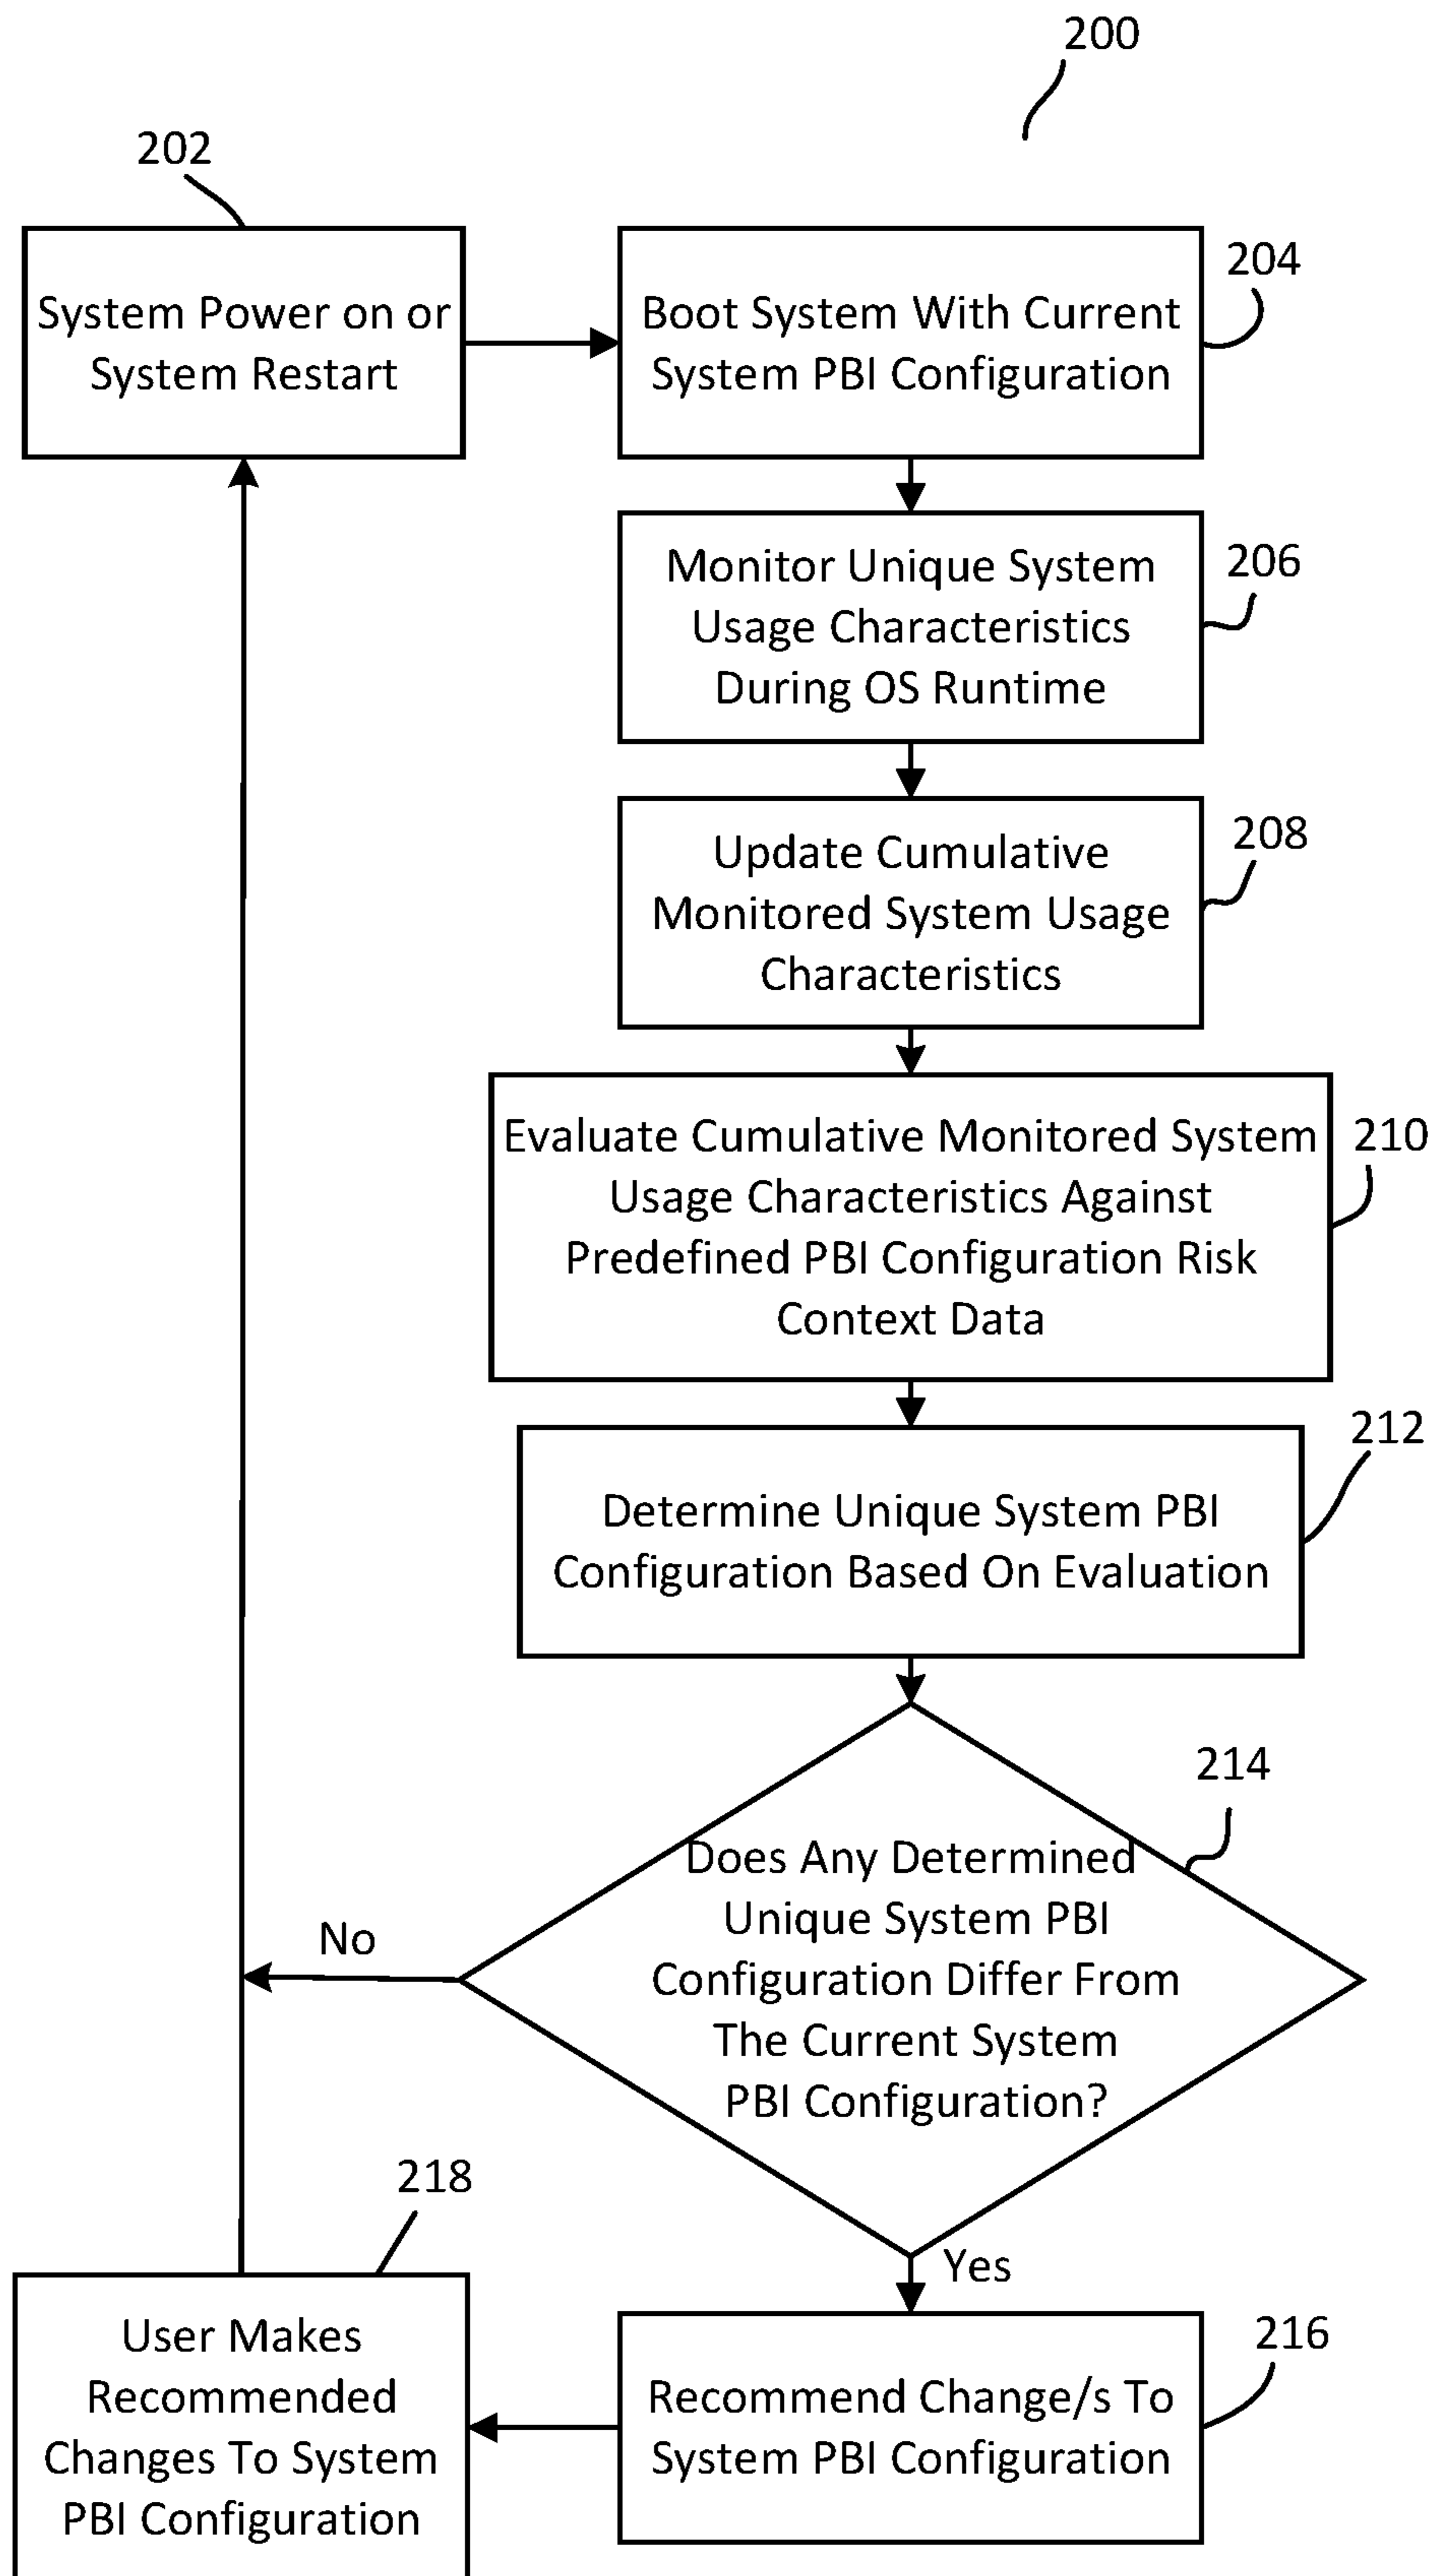 200
202
System Power on or
System Restart
204
Boot System With Current
System PBI Configuration
206
Monitor Unique System
Usage Characteristics
During OS Runtime
208
Update Cumulative
Monitored System Usage
Characteristics
210
Evaluate Cumulative Monitored System
Usage Characteristics Against
Predefined PBI Configuration Risk
Context Data
212
Determine Unique System PBI
Configuration Based On Evaluation
214
Does Any Determined
Unique System PBI
Configuration Differ From
The Current System
PBI Configuration?
No
Yes
216
Recommend Change/s To
System PBI Configuration
218
User Makes
Recommended
Changes To System
PBI Configuration